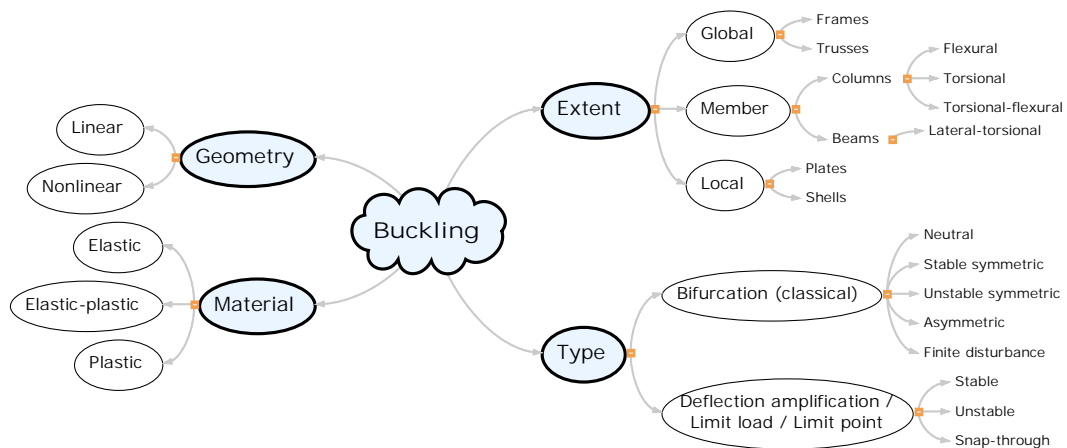 Buckling
Geometry
Linear
Nonlinear
Material
Elastic
Elastic-plastic
Plastic
Extent
Global
Frames
Trusses
Member
Columns
Flexural
Torsional
Torsional-flexural
Beams
Lateral-torsional
Local
Plates
Shells
Type
Bifurcation (classical)
Neutral
Stable symmetric
Unstable symmetric
Asymmetric
Finite disturbance
Deflection amplification /
Limit load / Limit point
Stable
Unstable
Snap-through